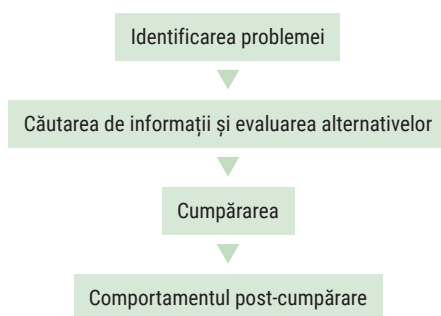 Identificarea problemei
Căutarea de informații și evaluarea alternativelor
Cumpărarea
Comportamentul post-cumpărare